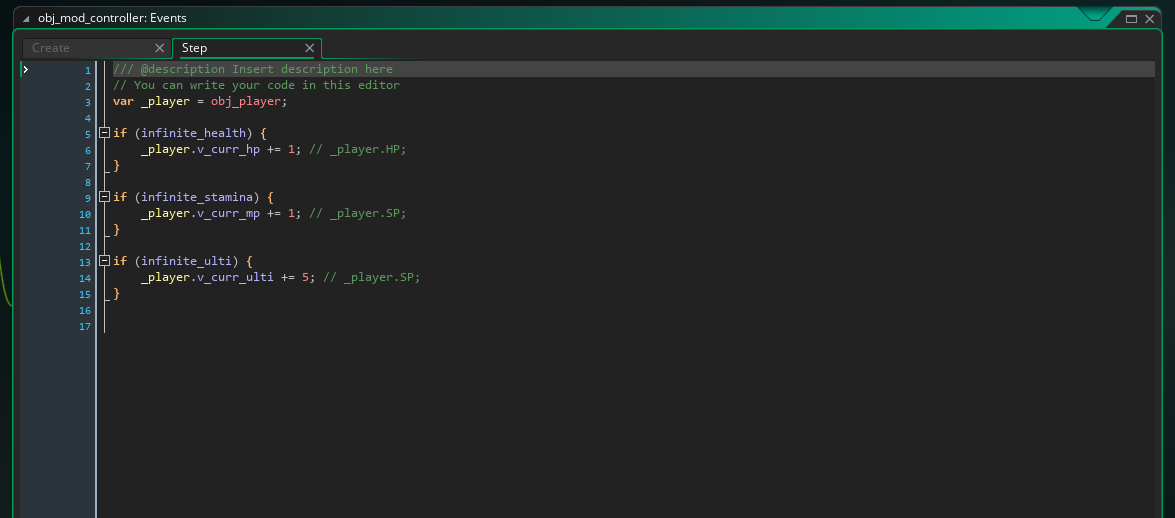 obj_mod_controller: Events
Create
Step
1 /// @description Insert description here
2 // You can write your code in this editor
3 var _player = obj_player;
4
5 if (infinite_health) {
6 _player.v_curr_hp += 1; // _player.HP;
7 }
8
9 if (infinite_stamina) {
10 _player.v_curr_mp += 1; // _player.SP;
11 }
12
13 if (infinite_ulti) {
14 _player.v_curr_ulti += 5; // _player.SP;
15 }
16
17